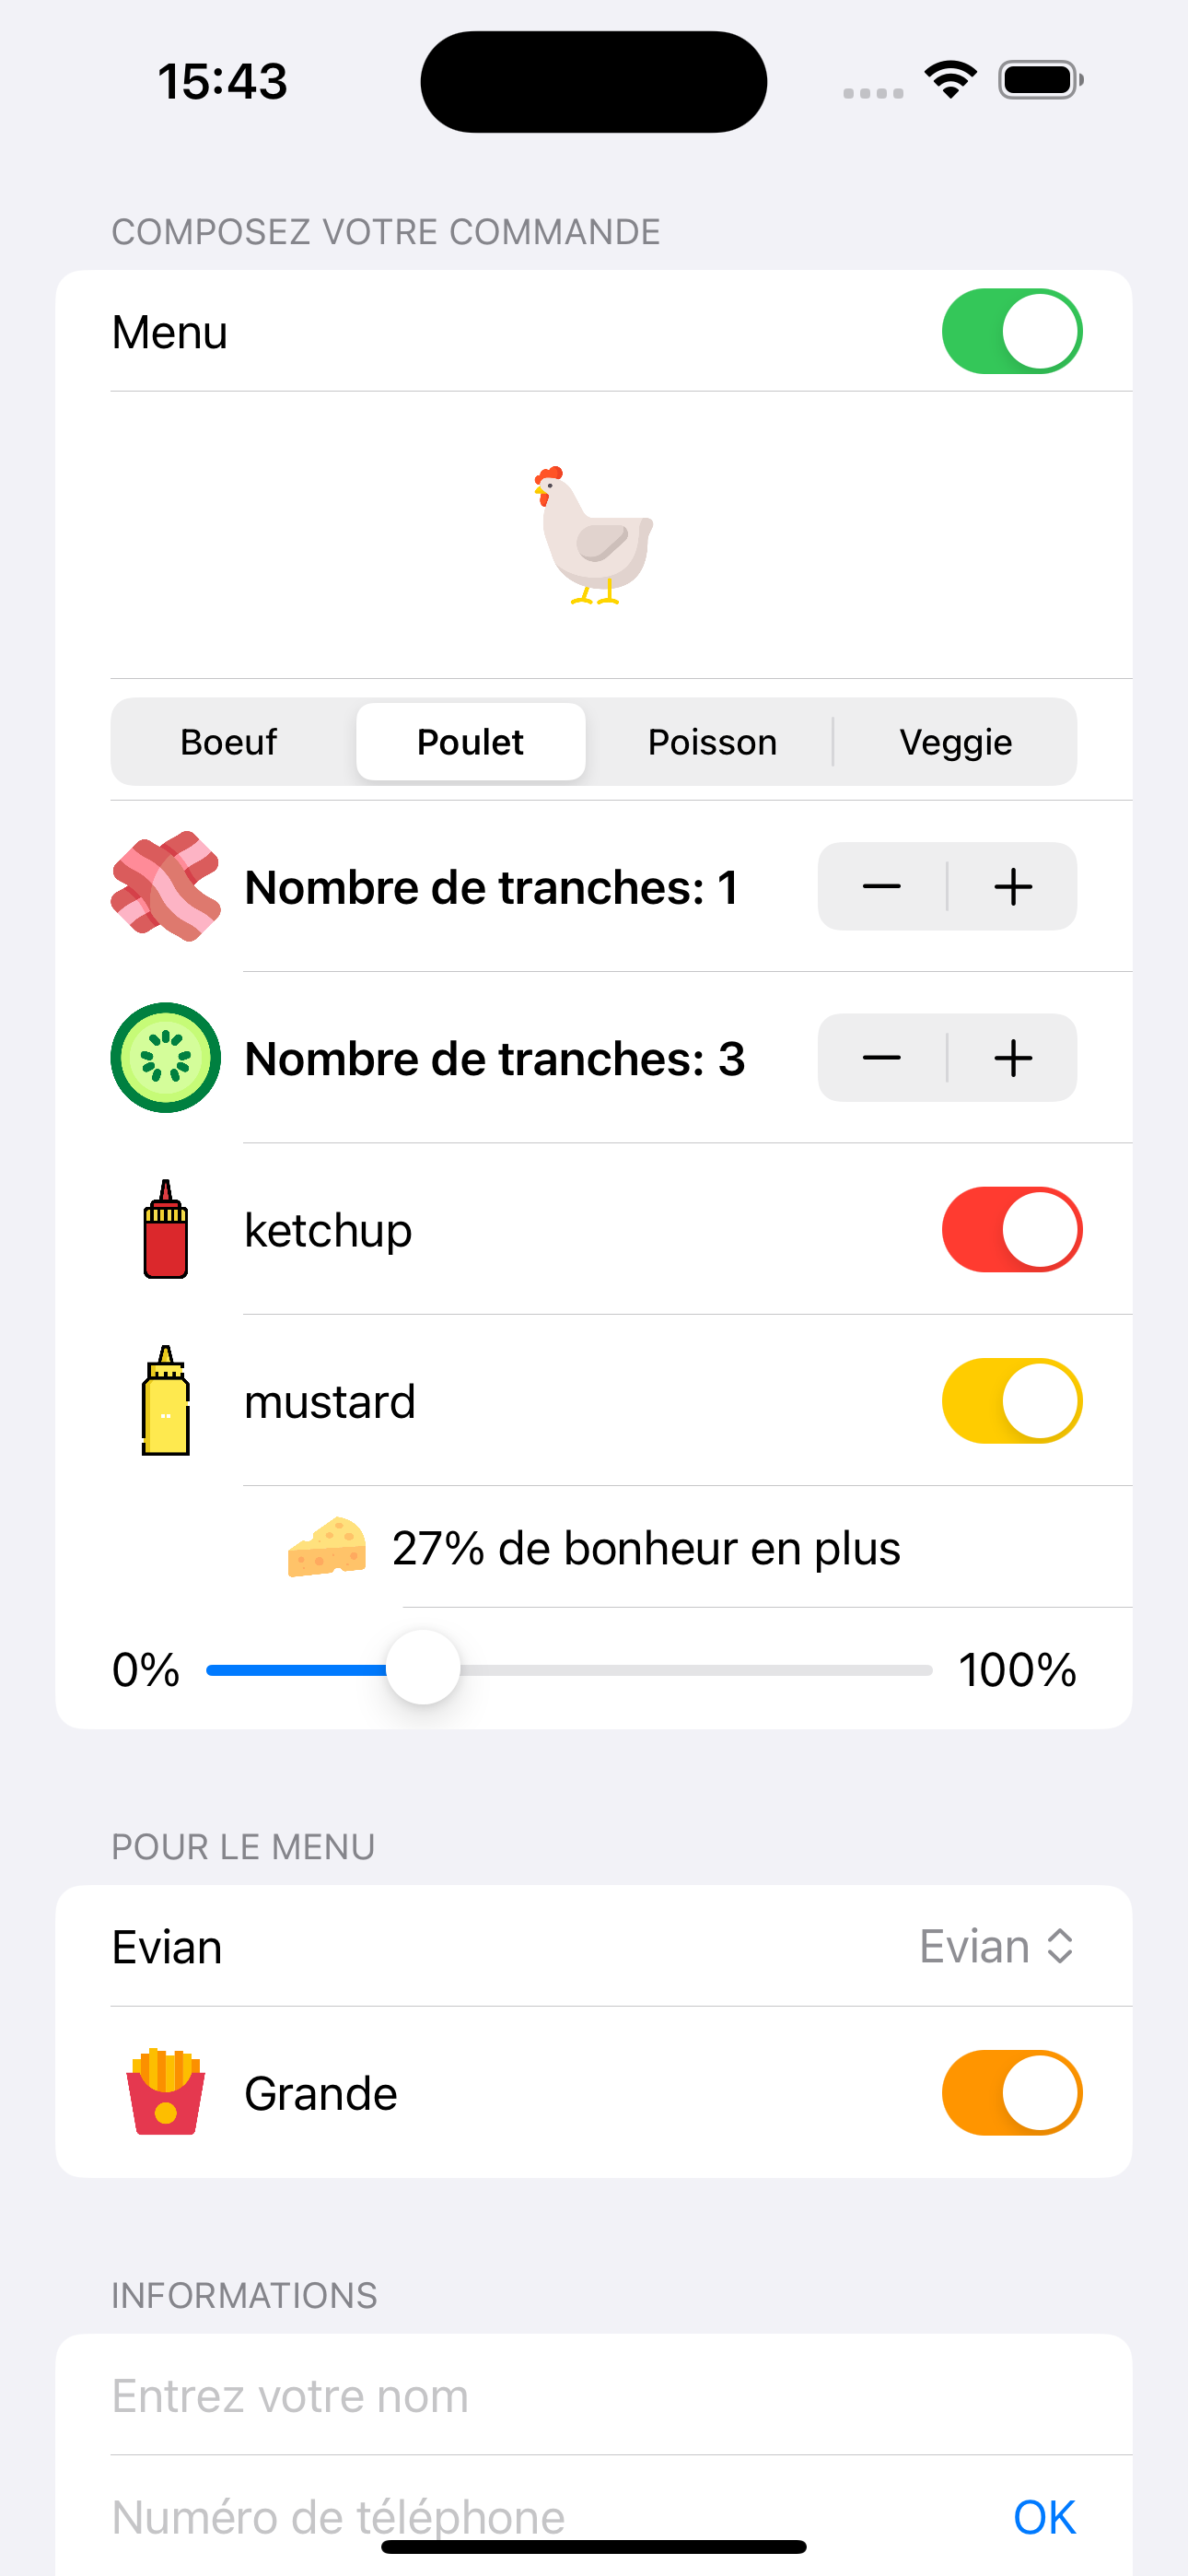 15:43
COMPOSEZ VOTRE COMMANDE
Menu
Boeuf Poulet Poisson Veggie
Nombre de tranches: 1
Nombre de tranches: 3
ketchup
mustard
27% de bonheur en plus
0% 100%
POUR LE MENU
Evian Evian
Grande
INFORMATIONS
Entrez votre nom
Numéro de téléphone OK